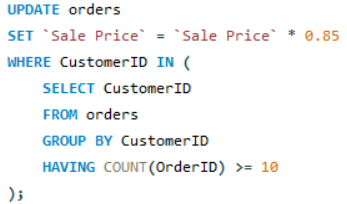 UPDATE orders
SET `Sale Price` = `Sale Price` * 0.85
WHERE CustomerID IN (
    SELECT CustomerID
    FROM orders
    GROUP BY CustomerID
    HAVING COUNT(OrderID) >= 10
);